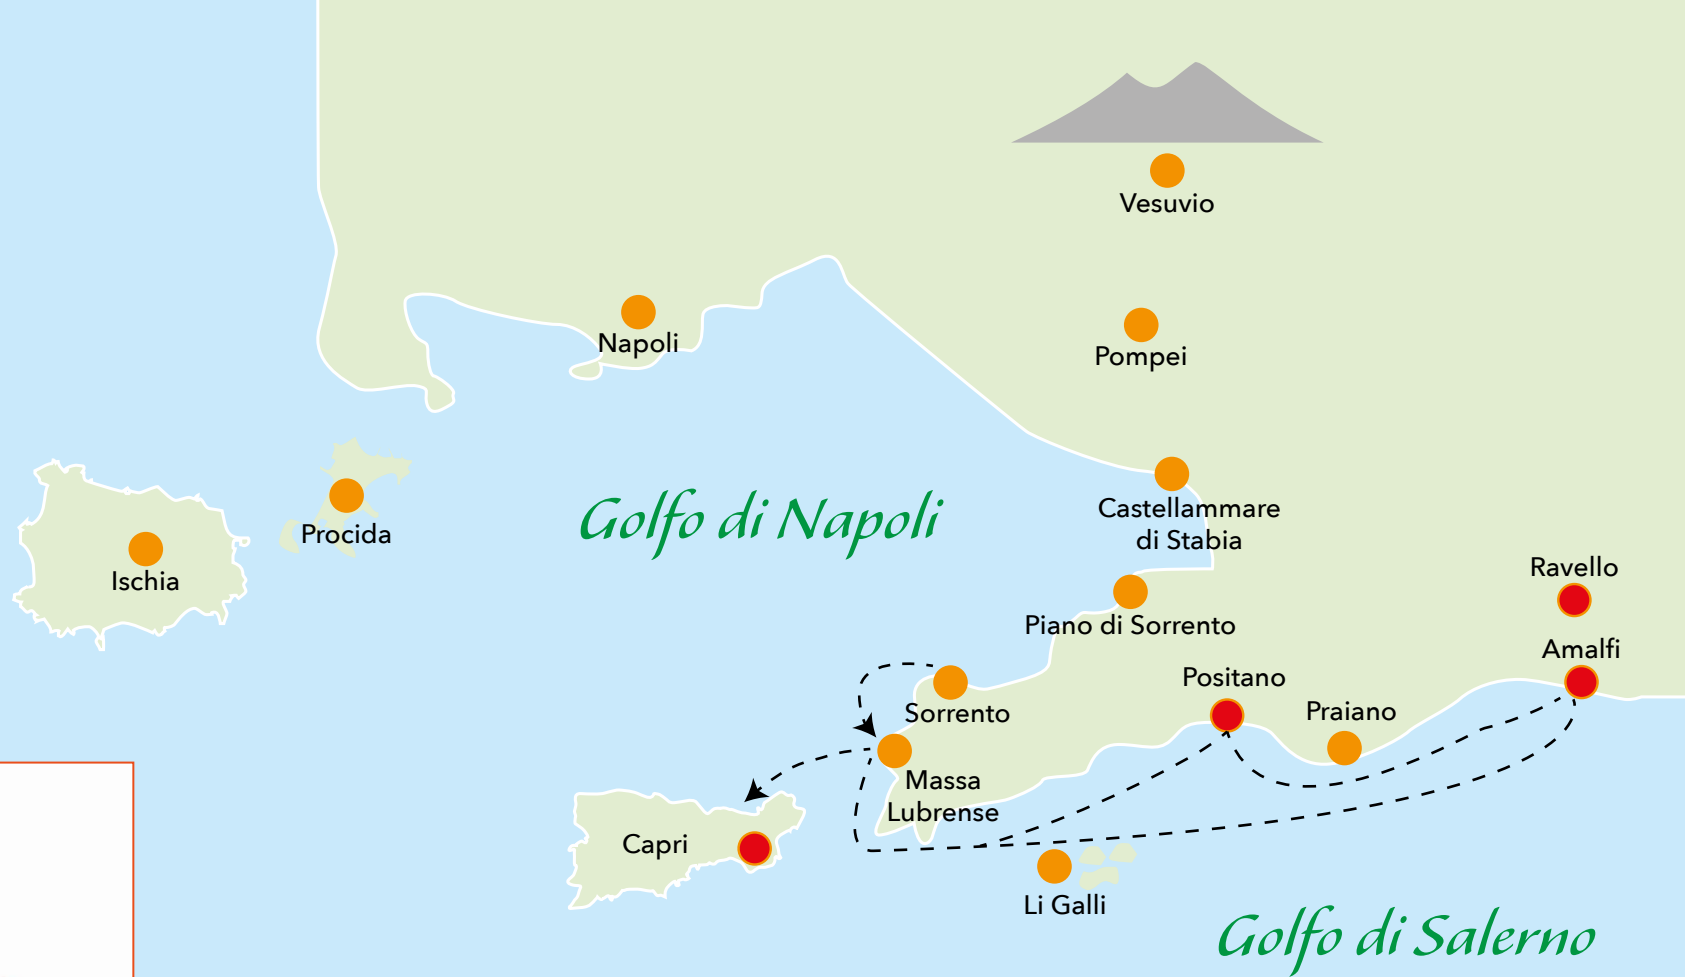 Vesuvio
Napoli
Pompei
Golfo di Napoli
Castellammare
di Stabia
Procida
Ischia
Ravello
Piano di Sorrento
Amalfi
Positano
Sorrento
Praiano
Massa
Lubrense
Capri
Li Galli
Golfo di Salerno